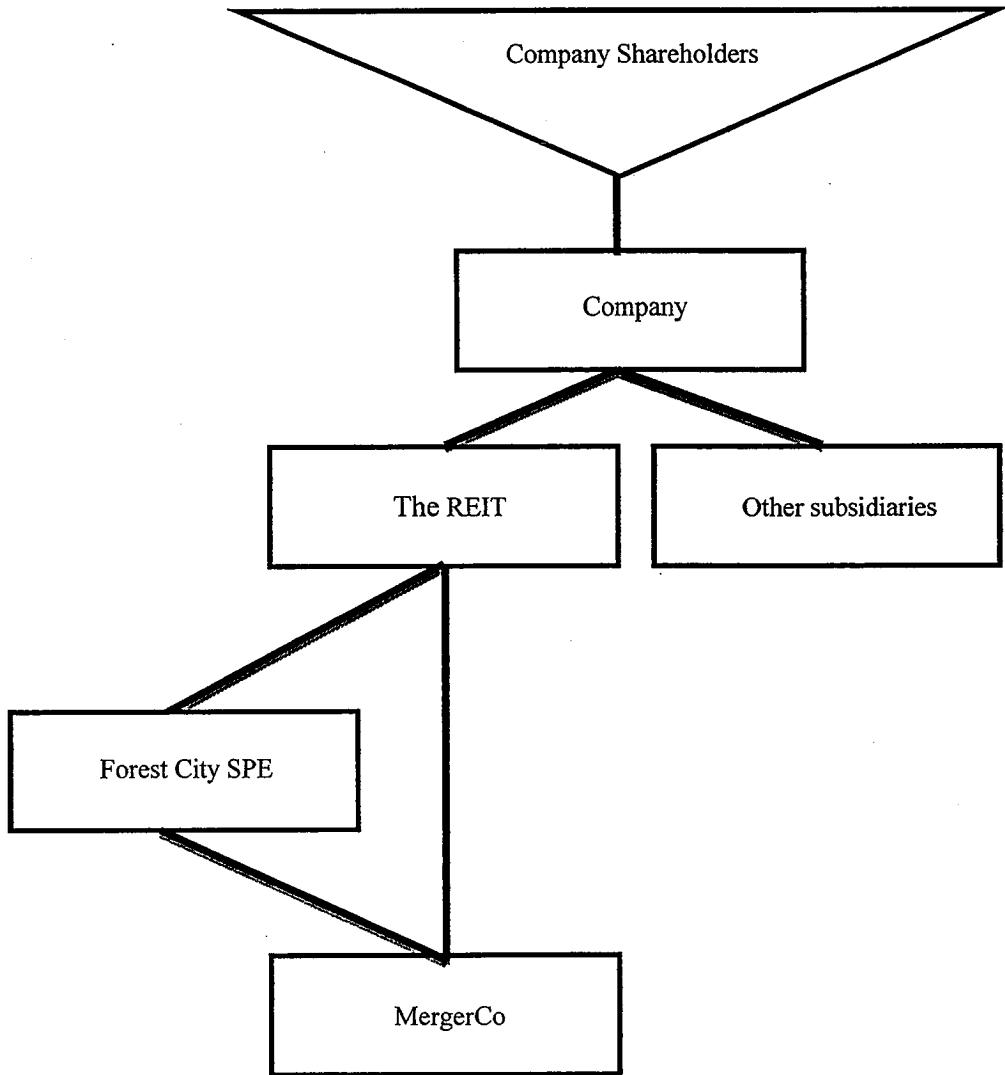 Company Shareholders
Company
The REIT
Other subsidiaries
Forest City SPE
MergerCo